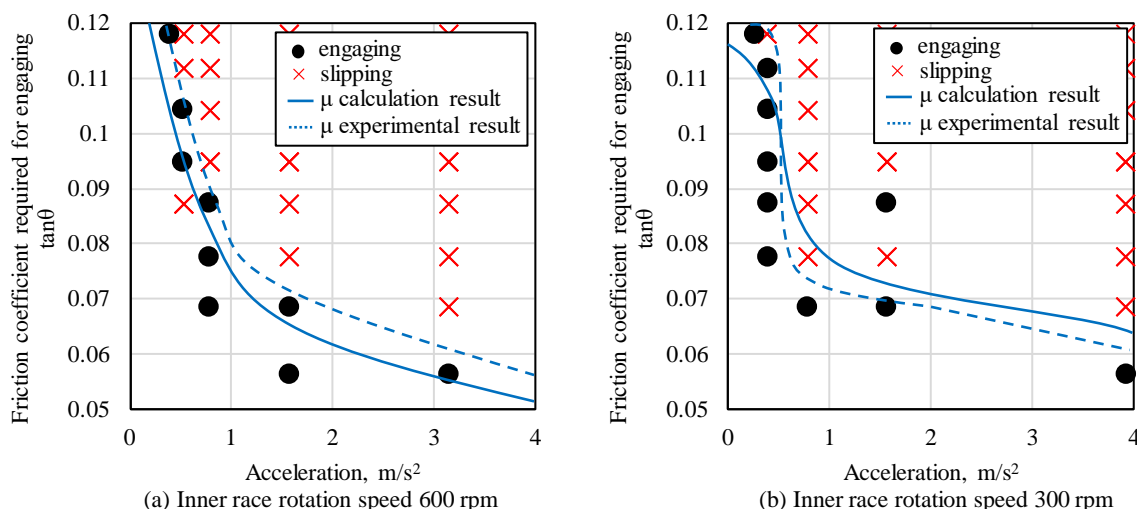 0.12
0.11
0.1
0.09
0.08
0.07
0.06
0.05
0 1 2 3 4
Friction coefficient required for engaging
tanθ
engaging
slipping
μ calculation result
μ experimental result
Acceleration, m/s²
(a) Inner race rotation speed 600 rpm
0.12
0.11
0.1
0.09
0.08
0.07
0.06
0.05
0 1 2 3 4
Friction coefficient required for engaging
tanθ
engaging
slipping
μ calculation result
μ experimental result
Acceleration, m/s²
(b) Inner race rotation speed 300 rpm